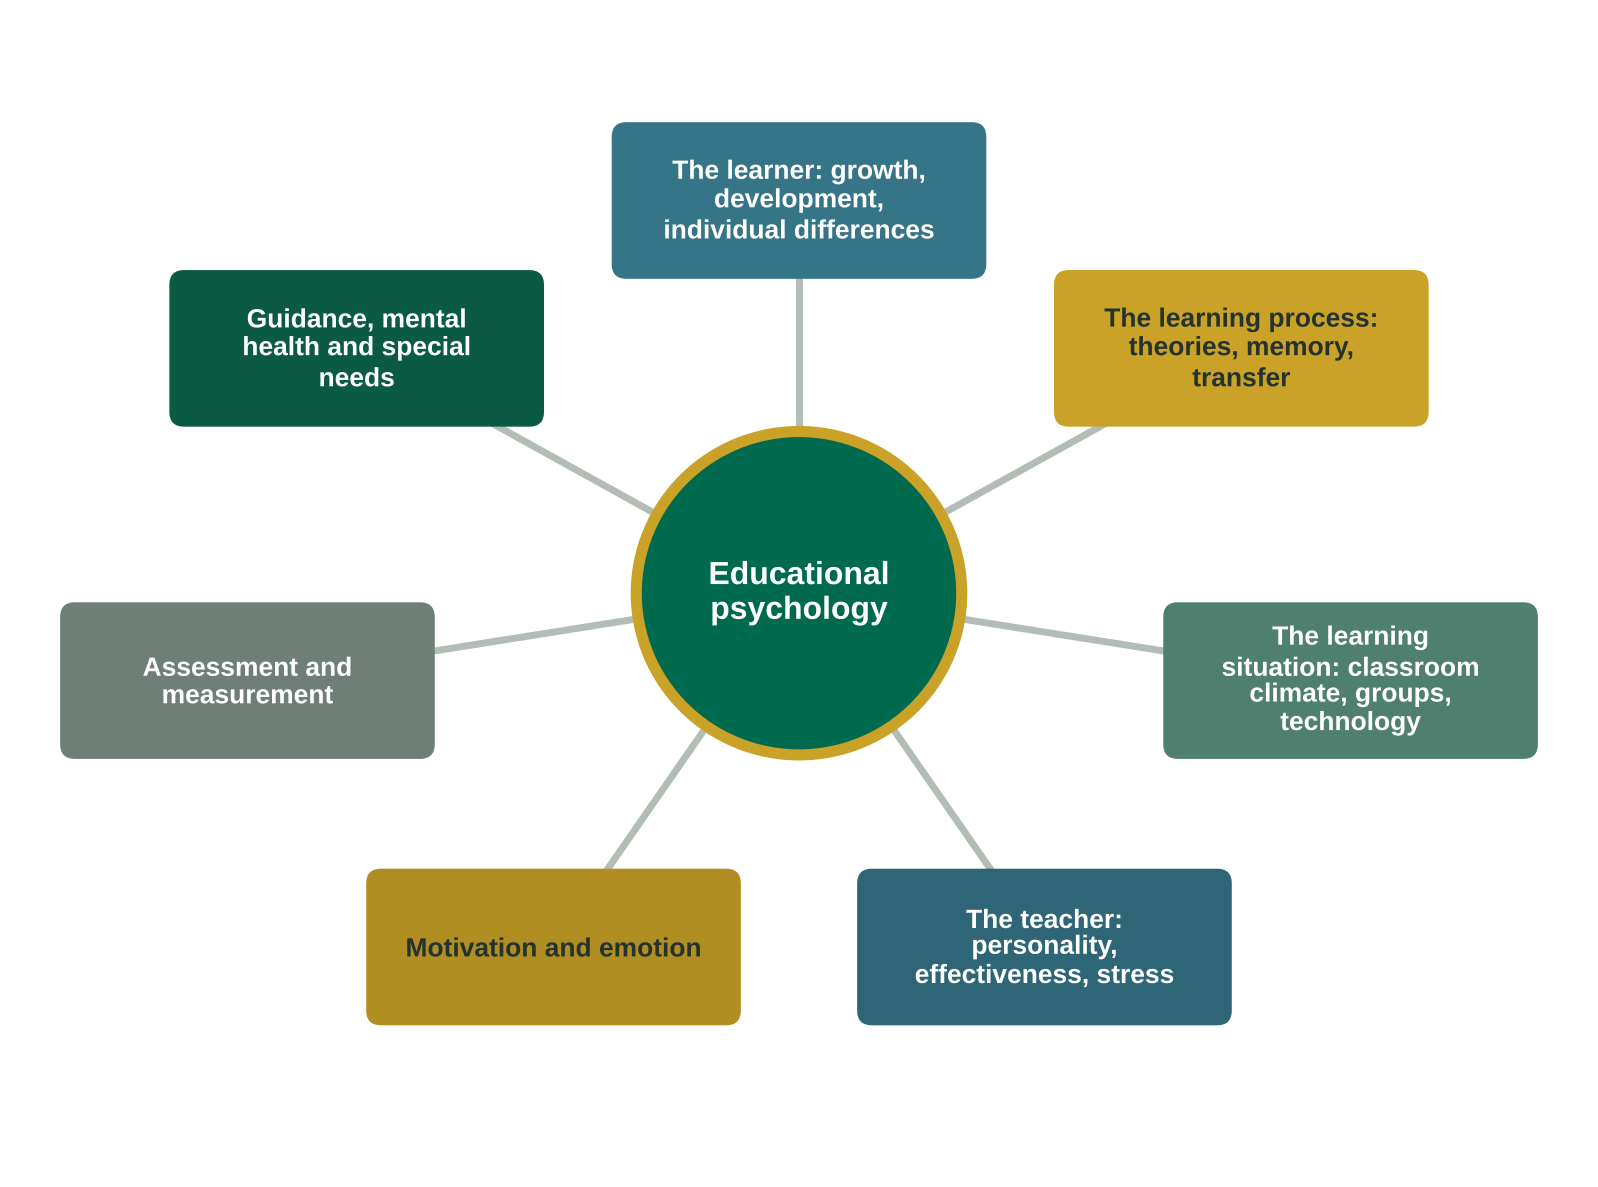 The learner: growth,
development,
individual differences
Guidance, mental
health and special
needs
The learning process:
theories, memory,
transfer
Educational
psychology
Assessment and
measurement
The learning
situation: classroom
climate, groups,
technology
Motivation and emotion
The teacher:
personality,
effectiveness, stress